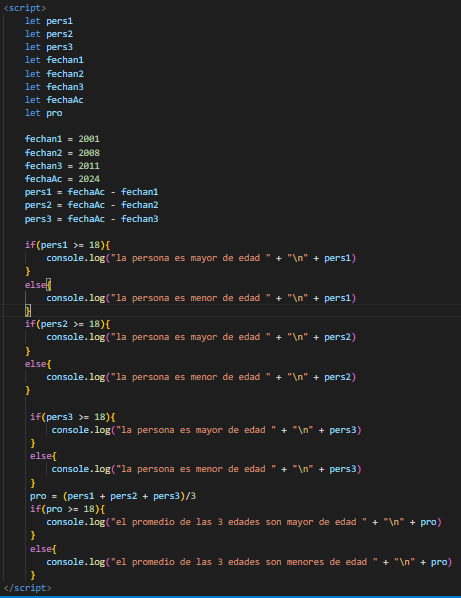 <script>
let pers1
let pers2
let pers3
let fechan1
let fechan2
let fechan3
let fechaAc
let pro
fechan1 = 2001
fechan2 = 2008
fechan3 = 2011
fechaAc = 2024
pers1 = fechaAc - fechan1
pers2 = fechaAc - fechan2
pers3 = fechaAc - fechan3
if(pers1 >= 18){
console.log("la persona es mayor de edad " + "\n" + pers1)
}
else{
console.log("la persona es menor de edad " + "\n" + pers1)
}
if(pers2 >= 18){
console.log("la persona es mayor de edad " + "\n" + pers2)
}
else{
console.log("la persona es menor de edad " + "\n" + pers2)
}
if(pers3 >= 18){
console.log("la persona es mayor de edad " + "\n" + pers3)
}
else{
console.log("la persona es menor de edad " + "\n" + pers3)
}
pro = (pers1 + pers2 + pers3)/3
if(pro >= 18){
console.log("el promedio de las 3 edades son mayor de edad " + "\n" + pro)
}
else{
console.log("el promedio de las 3 edades son menores de edad " + "\n" + pro)
}
</script>